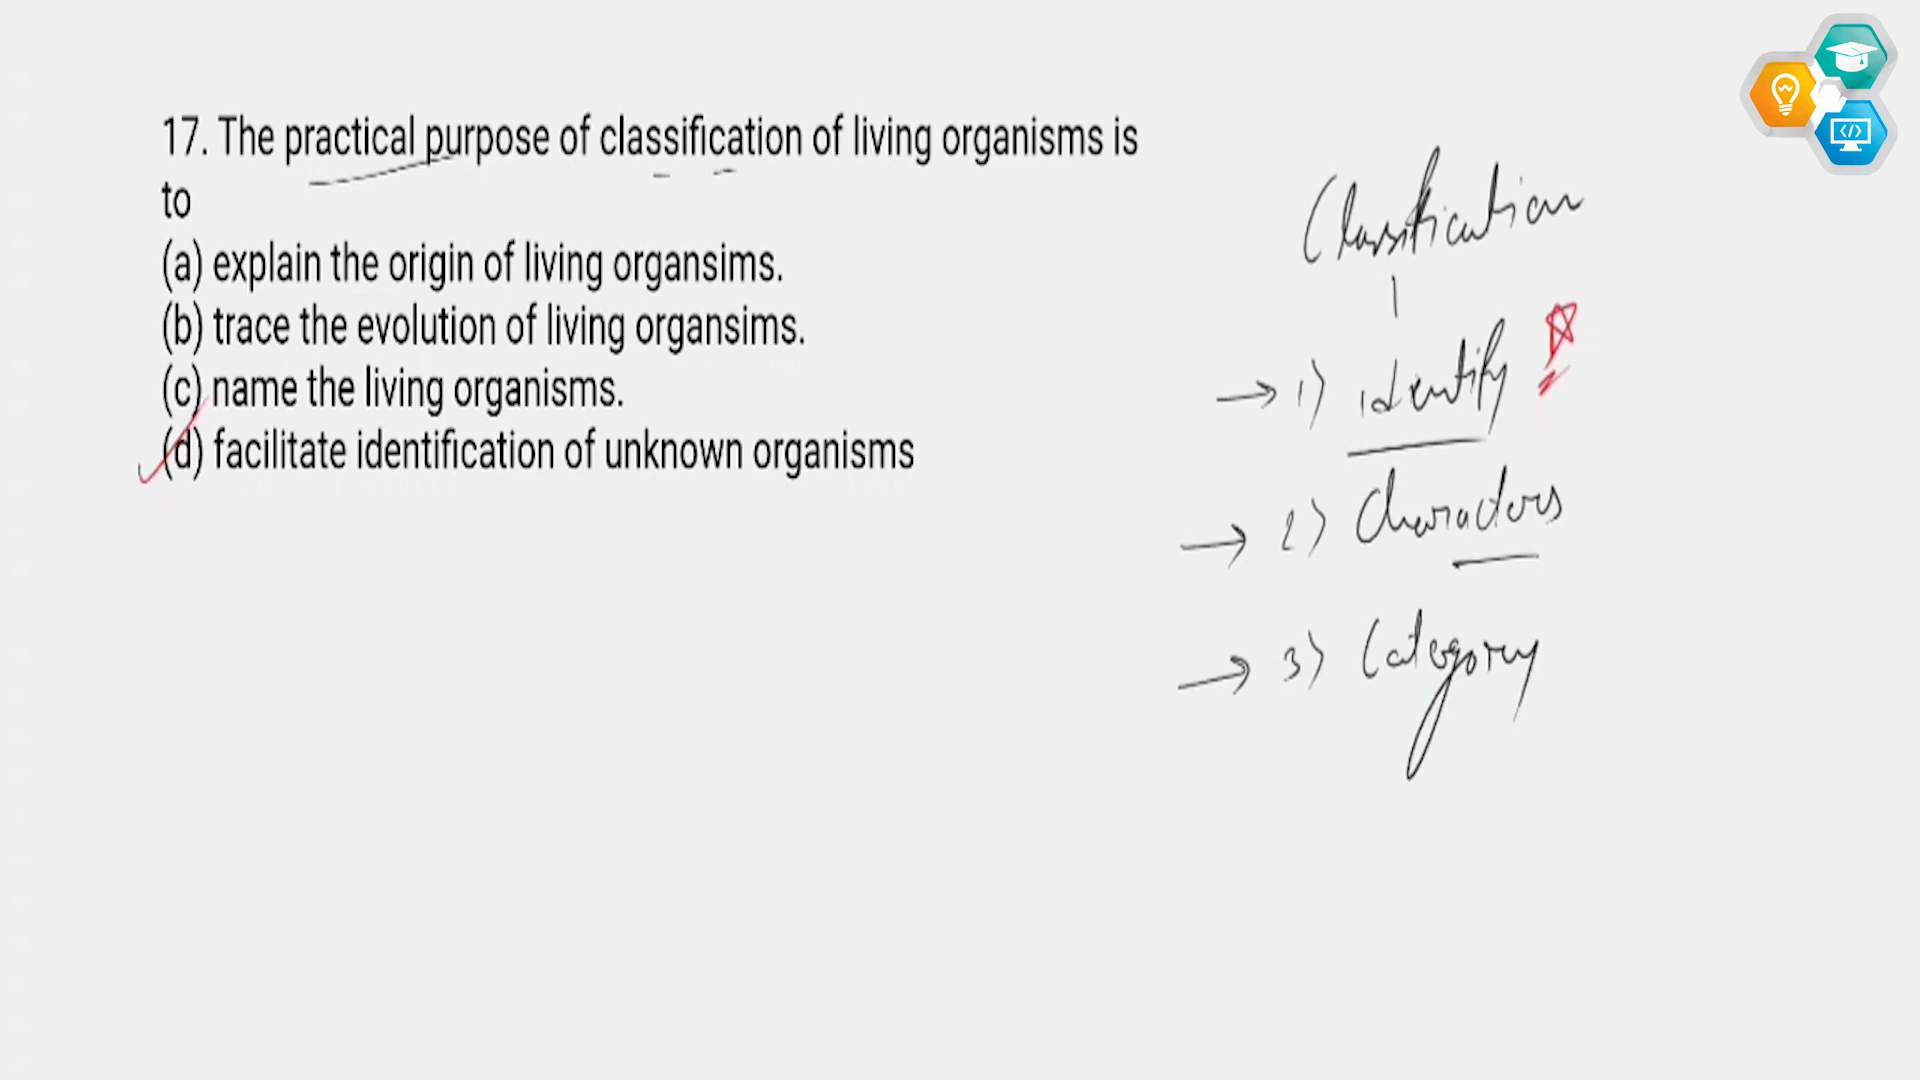 17. The practical purpose of classification of living organisms is
to
(a) explain the origin of living organsims.
(b) trace the evolution of living organsims.
(c) name the living organisms.
(d) facilitate identification of unknown organisms
Classification
→ 1) identify
→ 2) Characters
→ 3) Category